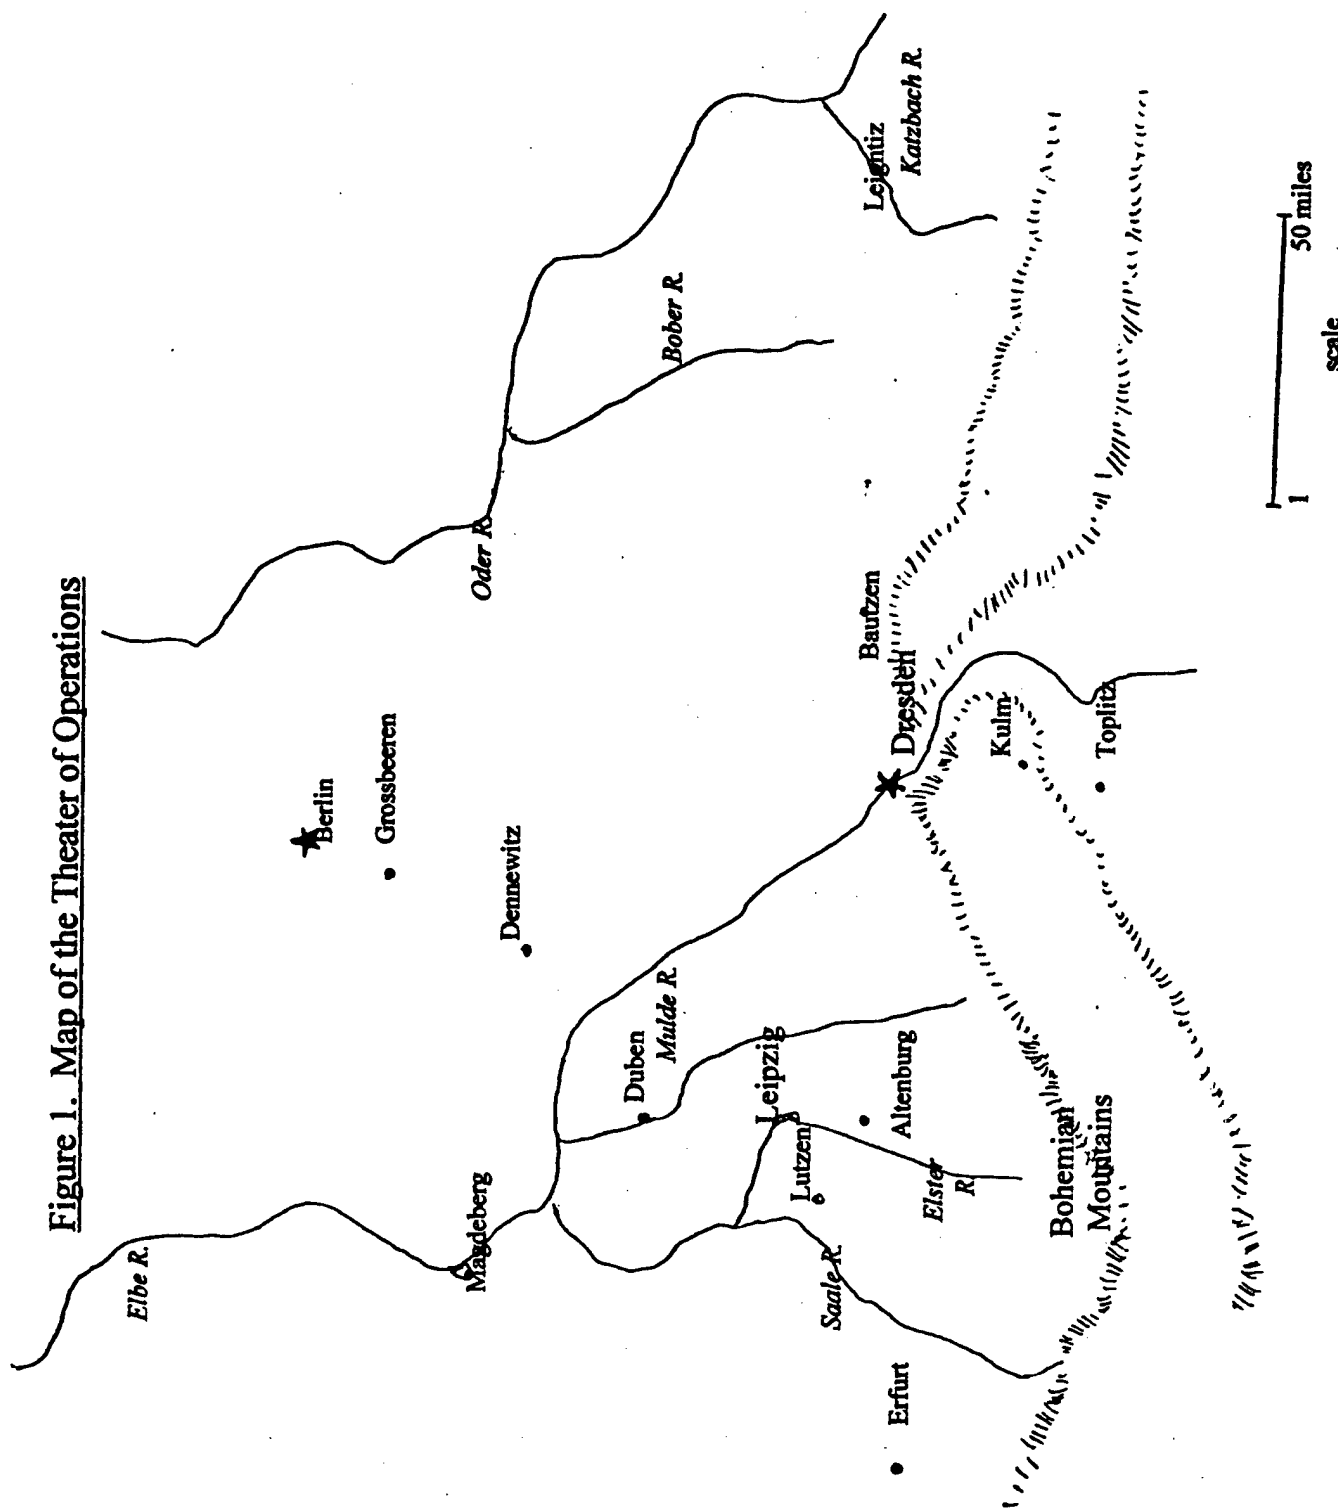 Figure 1. Map of the Theater of Operations
Elbe R.
Berlin
Grossbeeren
Magdeberg
Dennewitz
Oder R.
Duben
Mulde R.
Bober R.
Leipzig
Lutzen
Saale R.
Altenburg
Elster
R.
Erfurt
Bautzen
Dresden
Leigntiz
Katzbach R.
Kulm
Toplitz
Bohemian
Mountains
1
50 miles
scale